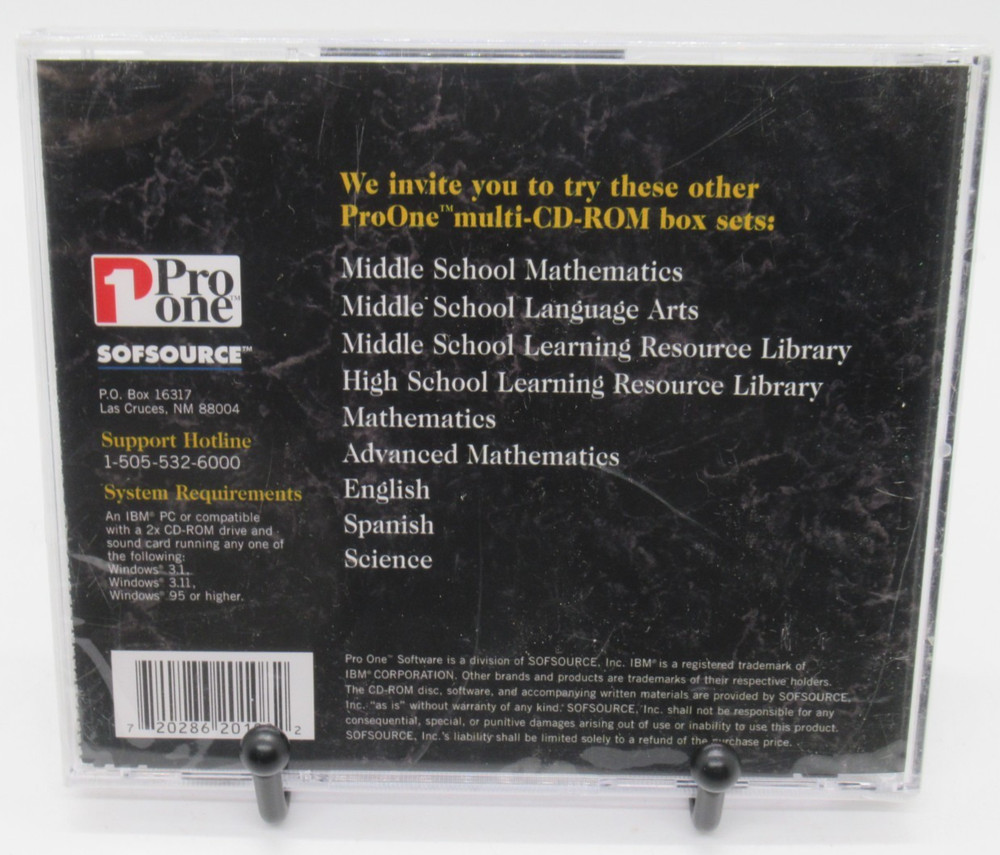 We invite you to try these other
ProOne™ multi-CD-ROM box sets:
Middle School Mathematics
Middle School Language Arts
Middle School Learning Resource Library
High School Learning Resource Library
Mathematics
Advanced Mathematics
English
Spanish
Science
1 Pro
one™
SOFSOURCE™
P.O. Box 16317
Las Cruces, NM 88004
Support Hotline
1-505-532-6000
System Requirements
An IBM® PC or compatible
with a 2x CD-ROM drive and
sound card running any one of
the following:
Windows® 3.1,
Windows® 3.11,
Windows® 95 or higher.
7 20286 201 2
Pro One™ Software is a division of SOFSOURCE, Inc. IBM® is a registered trademark of
IBM® CORPORATION. Other brands and products are trademarks of their respective holders.
The CD-ROM disc, software, and accompanying written materials are provided by SOFSOURCE,
Inc. "as is" without warranty of any kind. SOFSOURCE, Inc. shall not be responsible for any
consequential, special, or punitive damages arising out of use or inability to use this product.
SOFSOURCE, Inc.'s liability shall be limited solely to a refund of the purchase price.